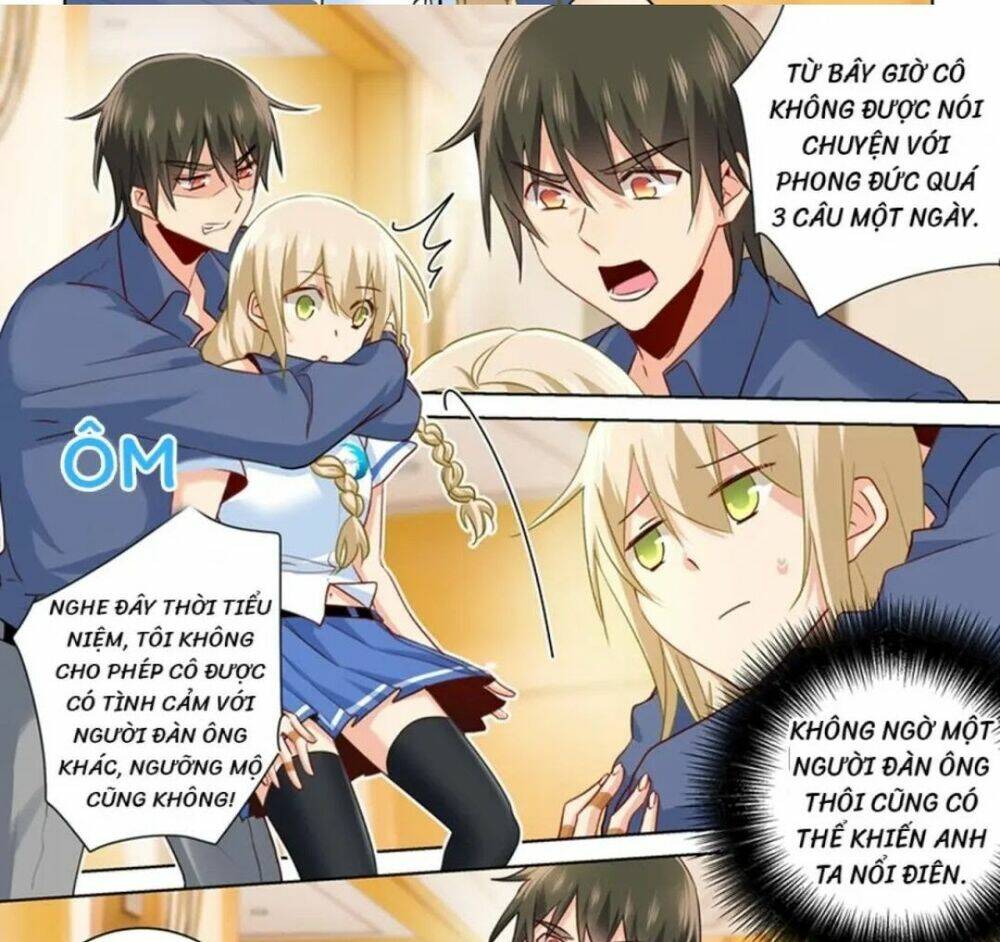 ÔM
NGHE ĐÂY THỜI TIỂU
NIỆM, TÔI KHÔNG
CHO PHÉP CÔ ĐƯỢC
CÓ TÌNH CẢM VỚI
NGƯỜI ĐÀN ÔNG
KHÁC, NGƯỠNG MỘ
CŨNG KHÔNG!
TỪ BÂY GIỜ CÔ
KHÔNG ĐƯỢC NÓI
CHUYỆN VỚI
PHONG ĐỨC QUÁ
3 CÂU MỘT NGÀY.
KHÔNG NGỜ MỘT
NGƯỜI ĐÀN ÔNG
THÔI CŨNG CÓ
THỂ KHIẾN ANH
TA NỔI ĐIÊN.